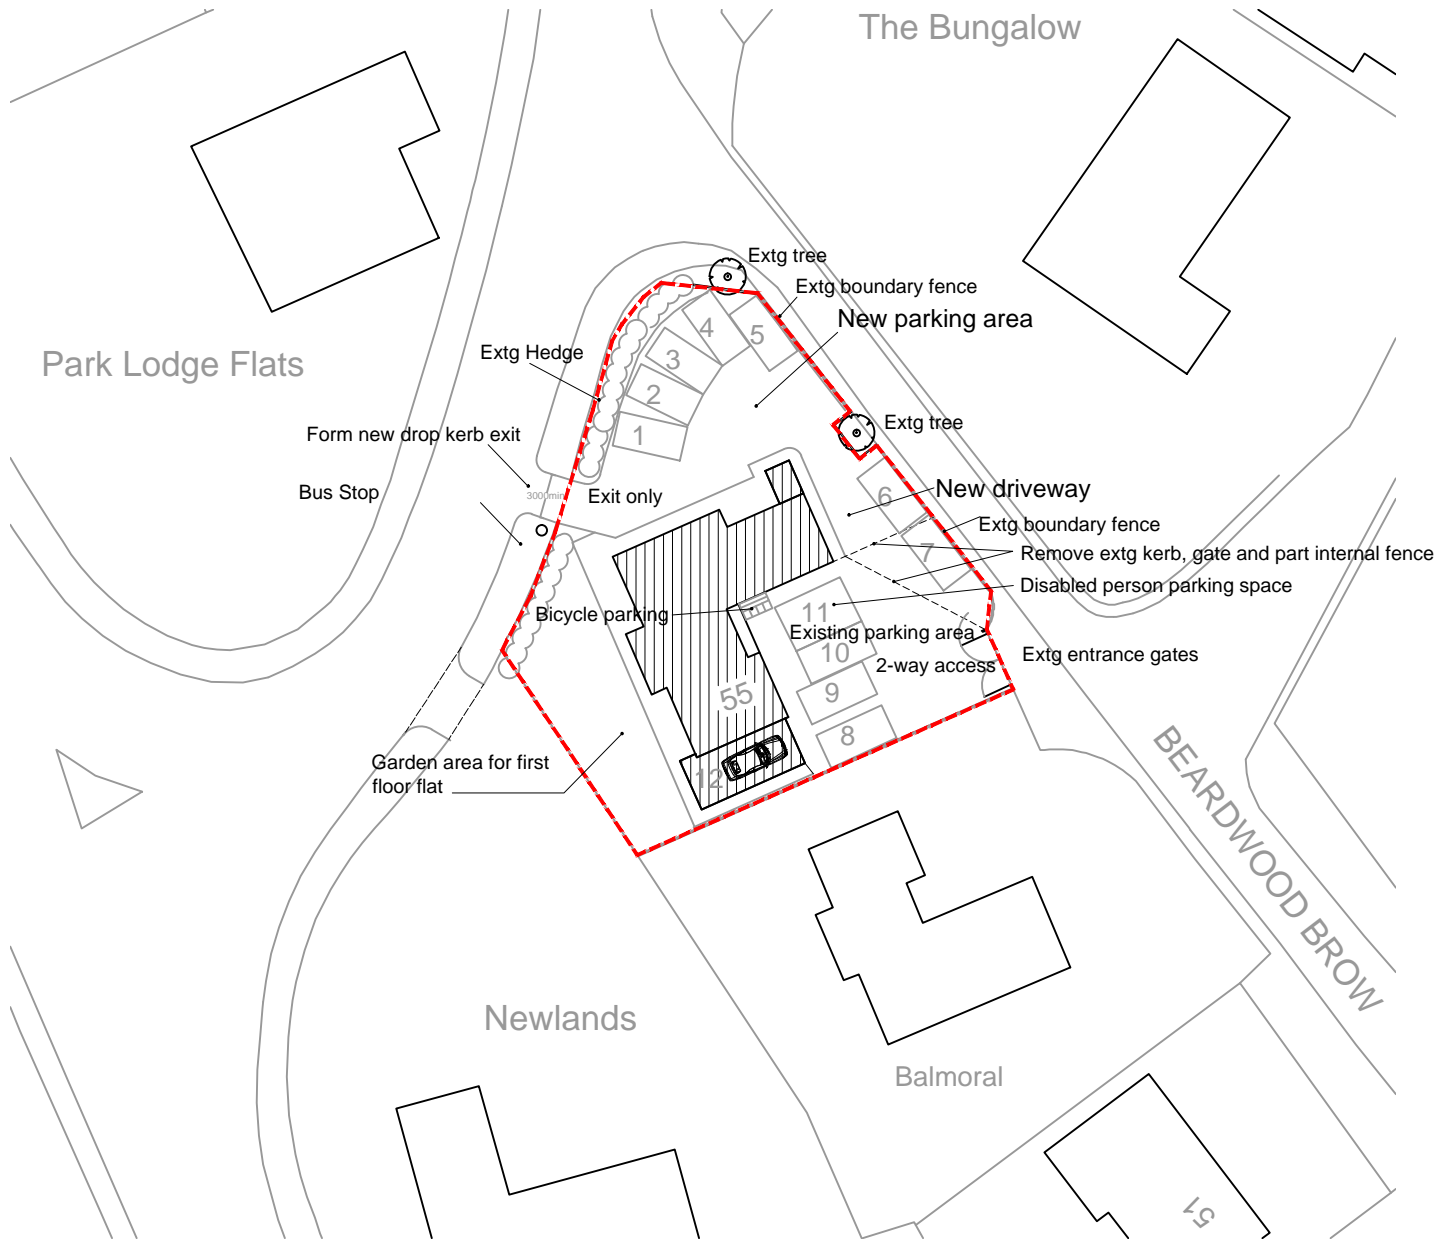 The Bungalow
Extg tree
Extg boundary fence
New parking area
4
5
Extg Hedge
Park Lodge Flats
3
2
1
Extg tree
Form new drop kerb exit
Bus Stop
3000min
Exit only
6
New driveway
Extg boundary fence
7
Remove extg kerb, gate and part internal fence
Disabled person parking space
Bicycle parking
11
Existing parking area
10
2-way access
Extg entrance gates
9
55
8
12
Garden area for first
floor flat
BEARDWOOD BROW
Newlands
Balmoral
51